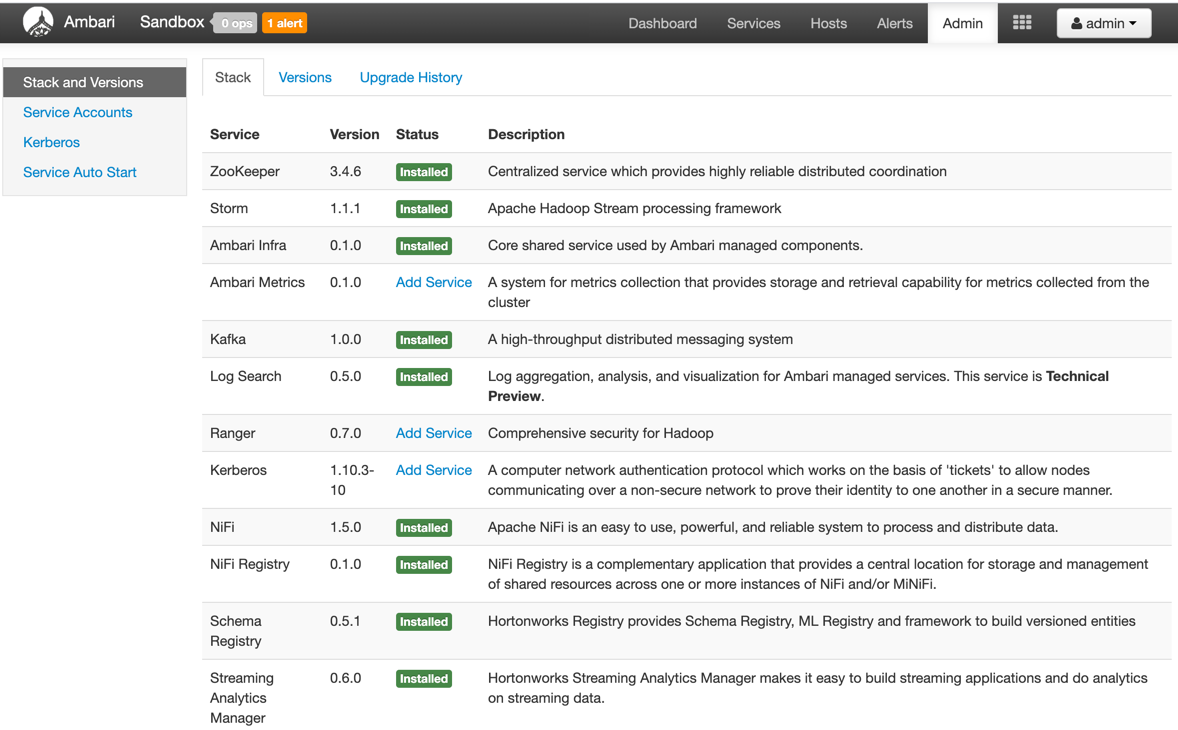 Ambari Sandbox 0 ops 1 alert Dashboard Services Hosts Alerts Admin admin
Stack and Versions
Service Accounts
Kerberos
Service Auto Start
Stack Versions Upgrade History
Service Version Status Description
ZooKeeper 3.4.6 Installed Centralized service which provides highly reliable distributed coordination
Storm 1.1.1 Installed Apache Hadoop Stream processing framework
Ambari Infra 0.1.0 Installed Core shared service used by Ambari managed components.
Ambari Metrics 0.1.0 Add Service A system for metrics collection that provides storage and retrieval capability for metrics collected from the
cluster
Kafka 1.0.0 Installed A high-throughput distributed messaging system
Log Search 0.5.0 Installed Log aggregation, analysis, and visualization for Ambari managed services. This service is Technical
Preview.
Ranger 0.7.0 Add Service Comprehensive security for Hadoop
Kerberos 1.10.3- Add Service A computer network authentication protocol which works on the basis of 'tickets' to allow nodes
10 communicating over a non-secure network to prove their identity to one another in a secure manner.
NiFi 1.5.0 Installed Apache NiFi is an easy to use, powerful, and reliable system to process and distribute data.
NiFi Registry 0.1.0 Installed NiFi Registry is a complementary application that provides a central location for storage and management
of shared resources across one or more instances of NiFi and/or MiNiFi.
Schema 0.5.1 Installed Hortonworks Registry provides Schema Registry, ML Registry and framework to build versioned entities
Registry
Streaming 0.6.0 Installed Hortonworks Streaming Analytics Manager makes it easy to build streaming applications and do analytics
Analytics on streaming data.
Manager